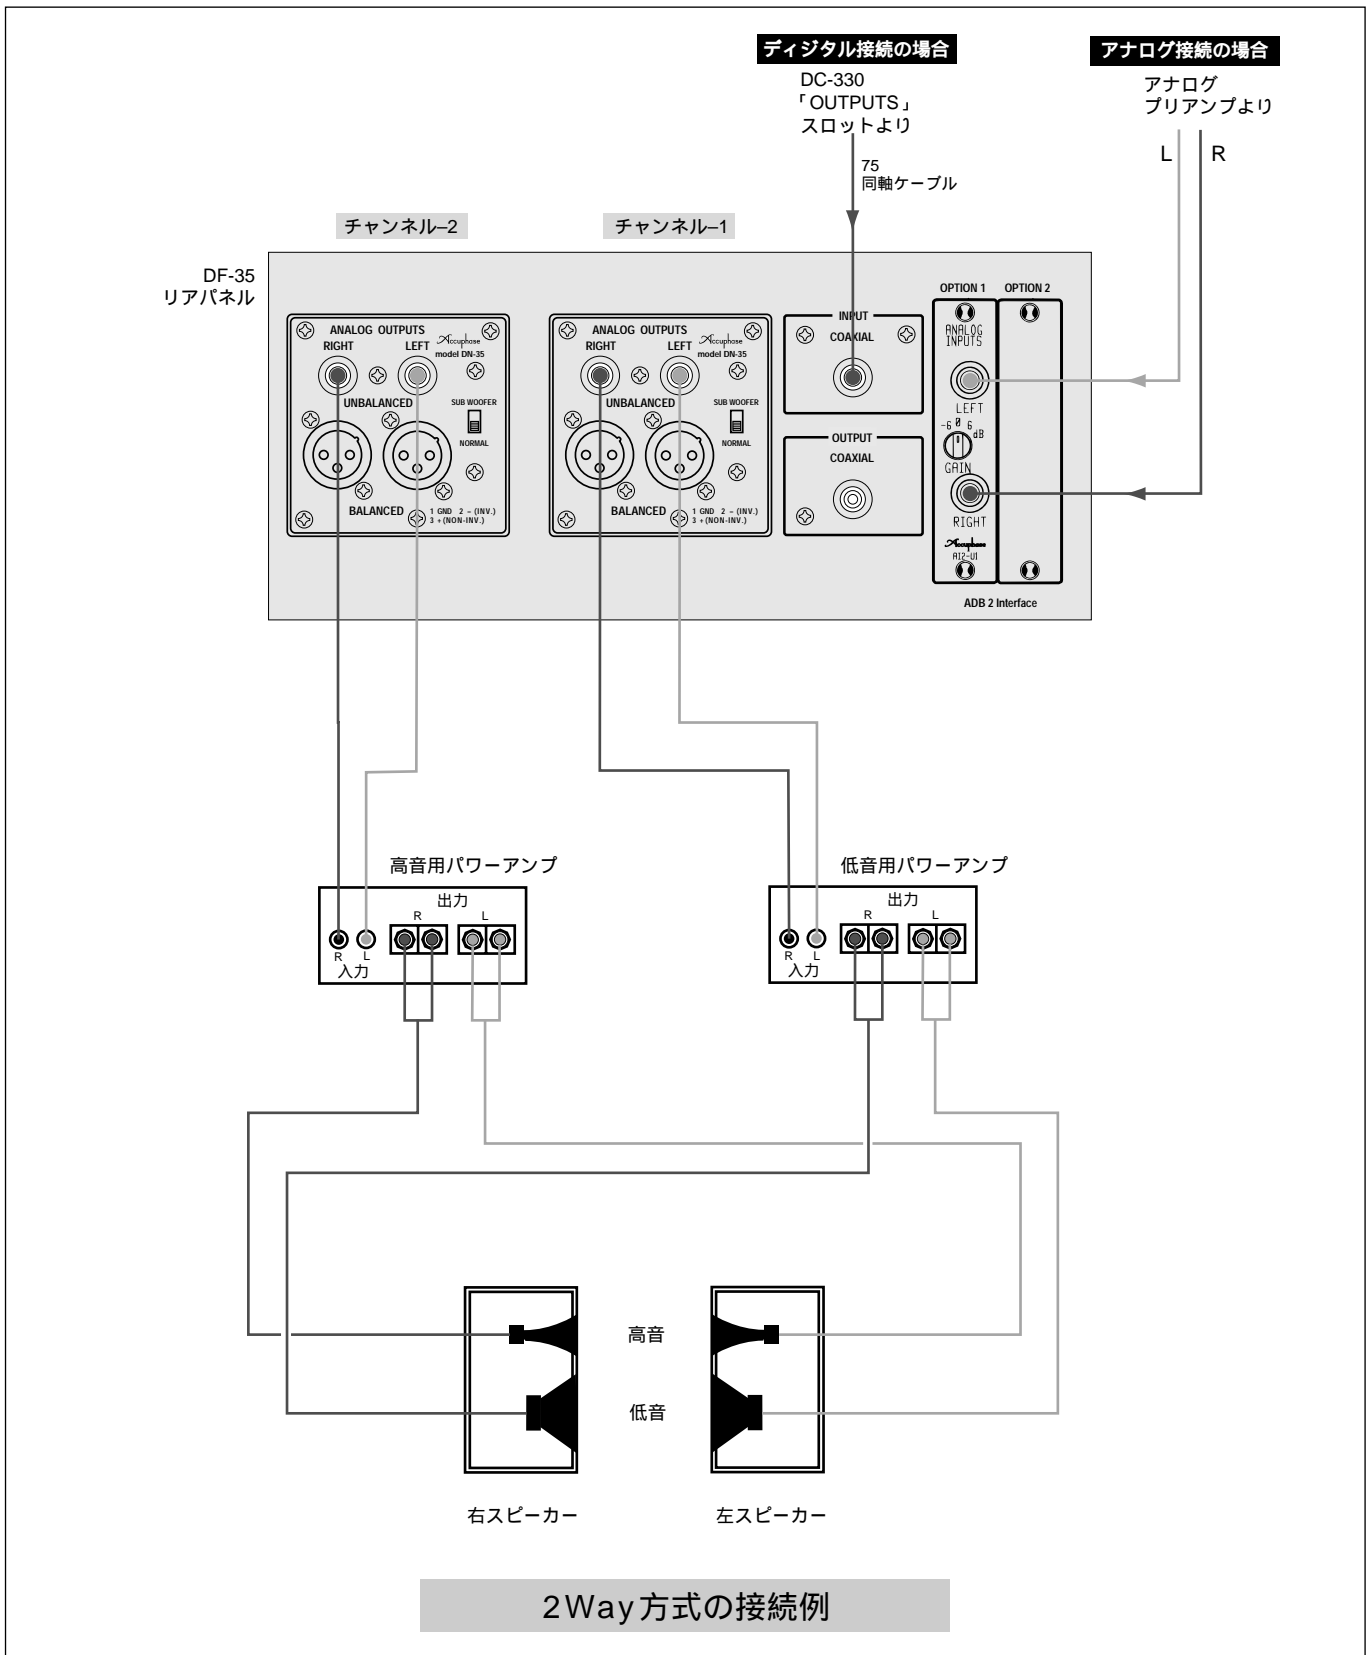 ディジタル接続の場合
DC-330
「OUTPUTS」
スロットより
75
同軸ケーブル
アナログ接続の場合
アナログ
プリアンプより
L
R
チャンネル–2
チャンネル–1
DF-35
リアパネル
ANALOG OUTPUTS
RIGHT
LEFT
Accuphase
model DN-35
UNBALANCED
SUB WOOFER
NORMAL
BALANCED
1 GND 2 – (INV.)
3 + (NON-INV.)
ANALOG OUTPUTS
RIGHT
LEFT
Accuphase
model DN-35
UNBALANCED
SUB WOOFER
NORMAL
BALANCED
1 GND 2 – (INV.)
3 + (NON-INV.)
INPUT
COAXIAL
OUTPUT
COAXIAL
OPTION 1
OPTION 2
ANALOG
INPUTS
LEFT
-6 0 6
dB
GAIN
RIGHT
Accuphase
AI2-U1
ADB 2 Interface
高音用パワーアンプ
出力
R
L
R
L
入力
低音用パワーアンプ
出力
R
L
R
L
入力
高音
低音
右スピーカー
左スピーカー
2Way方式の接続例